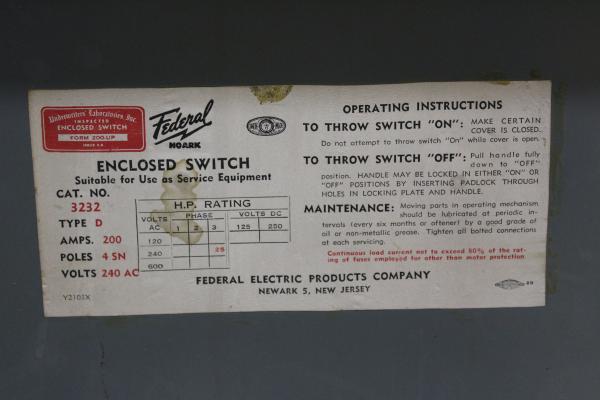 Underwriters' Laboratories, Inc.
INSPECTED
ENCLOSED SWITCH
FORM 200-UP
Federal
NOARK
ENCLOSED SWITCH
Suitable for Use as Service Equipment
CAT. NO.
3232
TYPE D
AMPS. 200
POLES 4 SN
VOLTS 240 AC
H.P. RATING
VOLTS AC PHASE VOLTS DC
1 2 3 125 250
120
240 25
600
Y2103X
OPERATING INSTRUCTIONS
TO THROW SWITCH "ON": MAKE CERTAIN
COVER IS CLOSED.
Do not attempt to throw switch "On" while cover is open.
TO THROW SWITCH "OFF": Pull handle fully
down to "OFF"
position. HANDLE MAY BE LOCKED IN EITHER "ON" OR
"OFF" POSITIONS BY INSERTING PADLOCK THROUGH
HOLES IN LOCKING PLATE AND HANDLE.
MAINTENANCE: Moving parts in operating mechanism
should be lubricated at periodic in-
tervals (every six months or oftener) by a good grade of
oil or non-metallic grease. Tighten all bolted connections
at each servicing.
Continuous load current not to exceed 80% of the rat-
ing of fuses employed for other than motor protection
FEDERAL ELECTRIC PRODUCTS COMPANY
NEWARK 5, NEW JERSEY